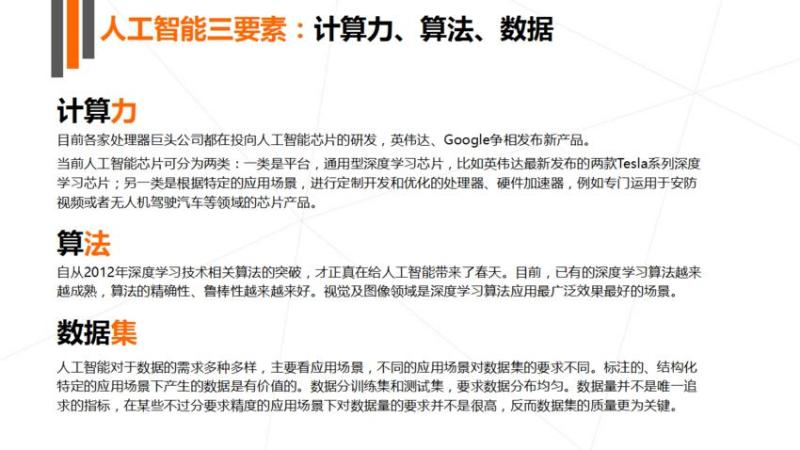 人工智能三要素：计算力、算法、数据
计算力
目前各家处理器巨头公司都在投向人工智能芯片的研发，英伟达、Google争相发布新产品。
当前人工智能芯片可分为两类：一类是平台，通用型深度学习芯片，比如英伟达最新发布的两款Tesla系列深度
学习芯片；另一类是根据特定的应用场景，进行定制开发和优化的处理器、硬件加速器，例如专门运用于安防
视频或者无人机驾驶汽车等领域的芯片产品。
算法
自从2012年深度学习技术相关算法的突破，才正真在给人工智能带来了春天。目前，已有的深度学习算法越来
越成熟，算法的精确性、鲁棒性越来越来好。视觉及图像领域是深度学习算法应用最广泛效果最好的场景。
数据集
人工智能对于数据的需求多种多样，主要看应用场景，不同的应用场景对数据集的要求不同。标注的、结构化
特定的应用场景下产生的数据是有价值的。数据分训练集和测试集，要求数据分布均匀。数据量并不是唯一追
求的指标，在某些不过分要求精度的应用场景下对数据量的要求并不是很高，反而数据集的质量更为关键。